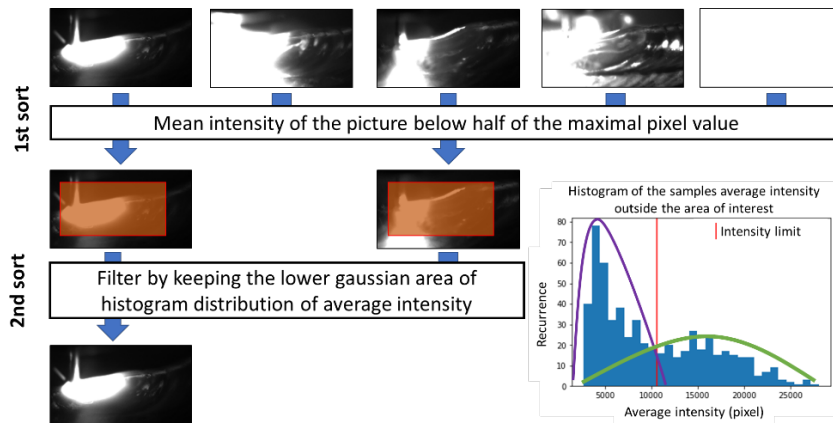 1st sort
Mean intensity of the picture below half of the maximal pixel value
2nd sort
Filter by keeping the lower gaussian area of
histogram distribution of average intensity
Histogram of the samples average intensity
outside the area of interest
Intensity limit
Recurrence
80
70
60
50
40
30
20
10
0
5000 10000 15000 20000 25000
Average intensity (pixel)